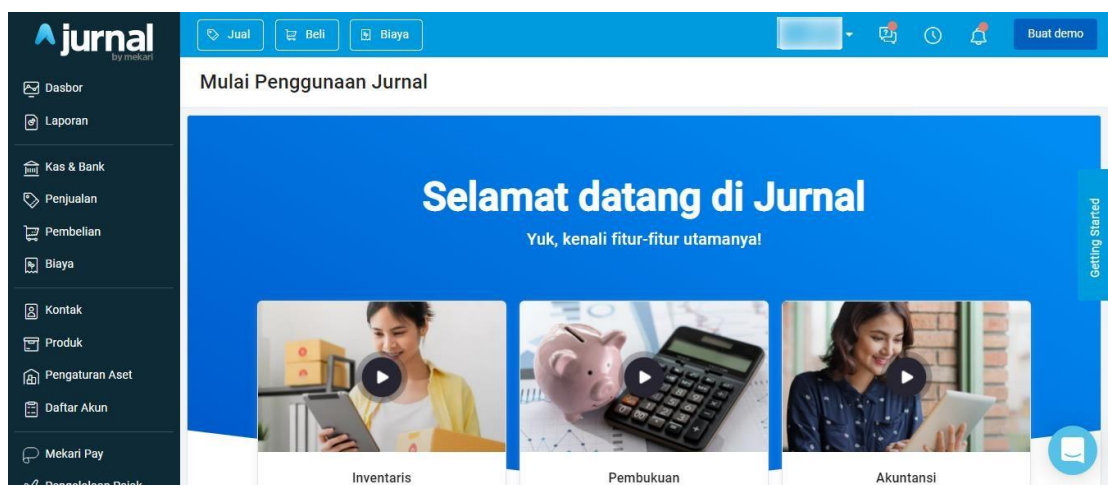 jurnal
by mekari
Jual
Beli
Biaya
Buat demo
Dasbor
Laporan
Kas & Bank
Penjualan
Pembelian
Biaya
Kontak
Produk
Pengaturan Aset
Daftar Akun
Mekari Pay
Pengelolaan Pajak
Mulai Penggunaan Jurnal
Selamat datang di Jurnal
Yuk, kenali fitur-fitur utamanya!
Getting Started
Inventaris
Pembukuan
Akuntansi